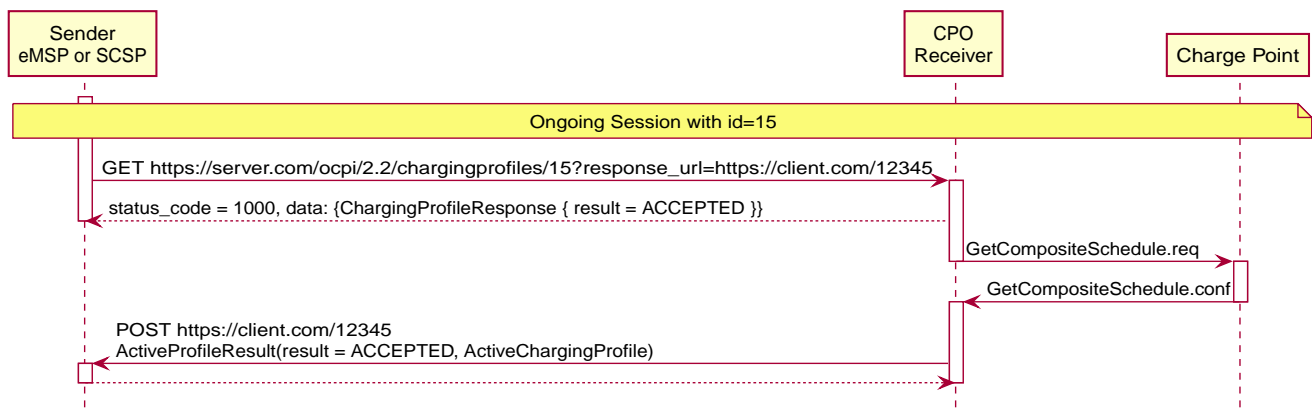 Sender
eMSP or SCSP
CPO
Receiver
Charge Point
Ongoing Session with id=15
GET https://server.com/ocpi/2.2/chargingprofiles/15?response_url=https://client.com/12345
status_code = 1000, data: {ChargingProfileResponse { result = ACCEPTED }}
GetCompositeSchedule.req
GetCompositeSchedule.conf
POST https://client.com/12345
ActiveProfileResult(result = ACCEPTED, ActiveChargingProfile)